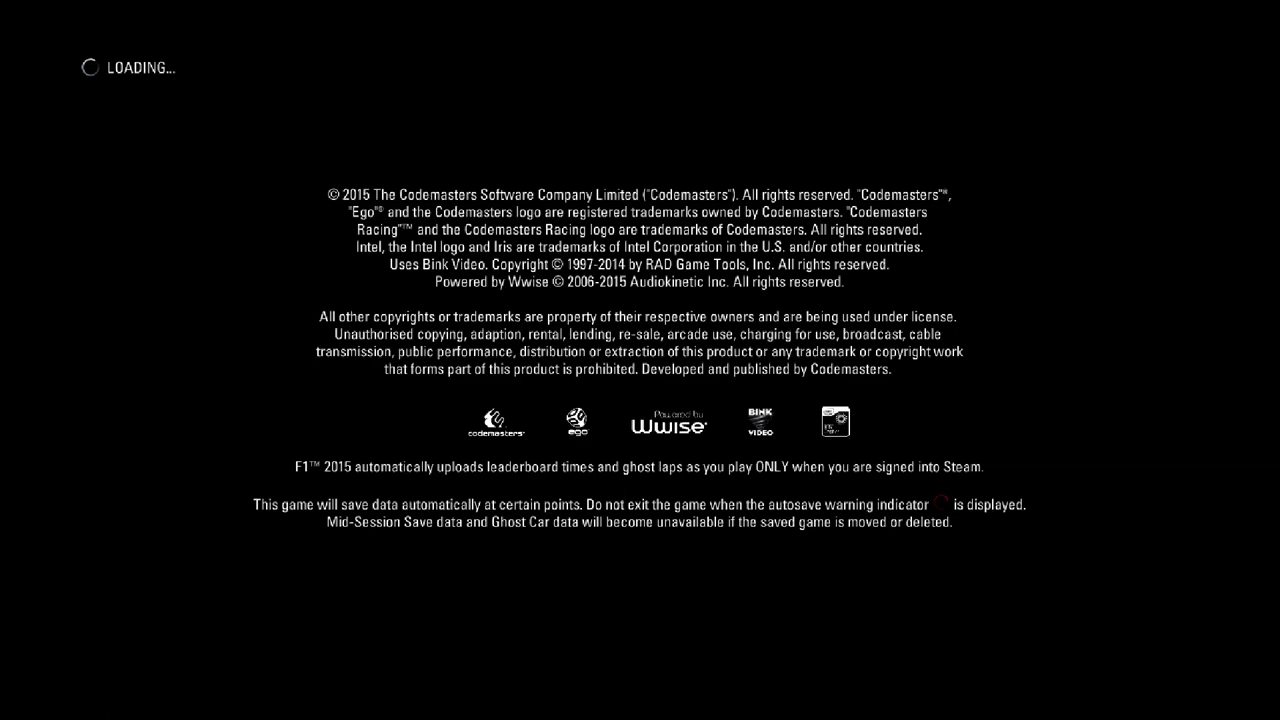 LOADING...
© 2015 The Codemasters Software Company Limited ("Codemasters"). All rights reserved. "Codemasters"®,
"Ego"® and the Codemasters logo are registered trademarks owned by Codemasters. "Codemasters
Racing"™ and the Codemasters Racing logo are trademarks of Codemasters. All rights reserved.
Intel, the Intel logo and Iris are trademarks of Intel Corporation in the U.S. and/or other countries.
Uses Bink Video. Copyright © 1997-2014 by RAD Game Tools, Inc. All rights reserved.
Powered by Wwise © 2006-2015 Audiokinetic Inc. All rights reserved.
All other copyrights or trademarks are property of their respective owners and are being used under license.
Unauthorised copying, adaption, rental, lending, re-sale, arcade use, charging for use, broadcast, cable
transmission, public performance, distribution or extraction of this product or any trademark or copyright work
that forms part of this product is prohibited. Developed and published by Codemasters.
codemasters
ego
Powered by
Wwise
BINK
VIDEO
F1™ 2015 automatically uploads leaderboard times and ghost laps as you play ONLY when you are signed into Steam.
This game will save data automatically at certain points. Do not exit the game when the autosave warning indicator is displayed.
Mid-Session Save data and Ghost Car data will become unavailable if the saved game is moved or deleted.